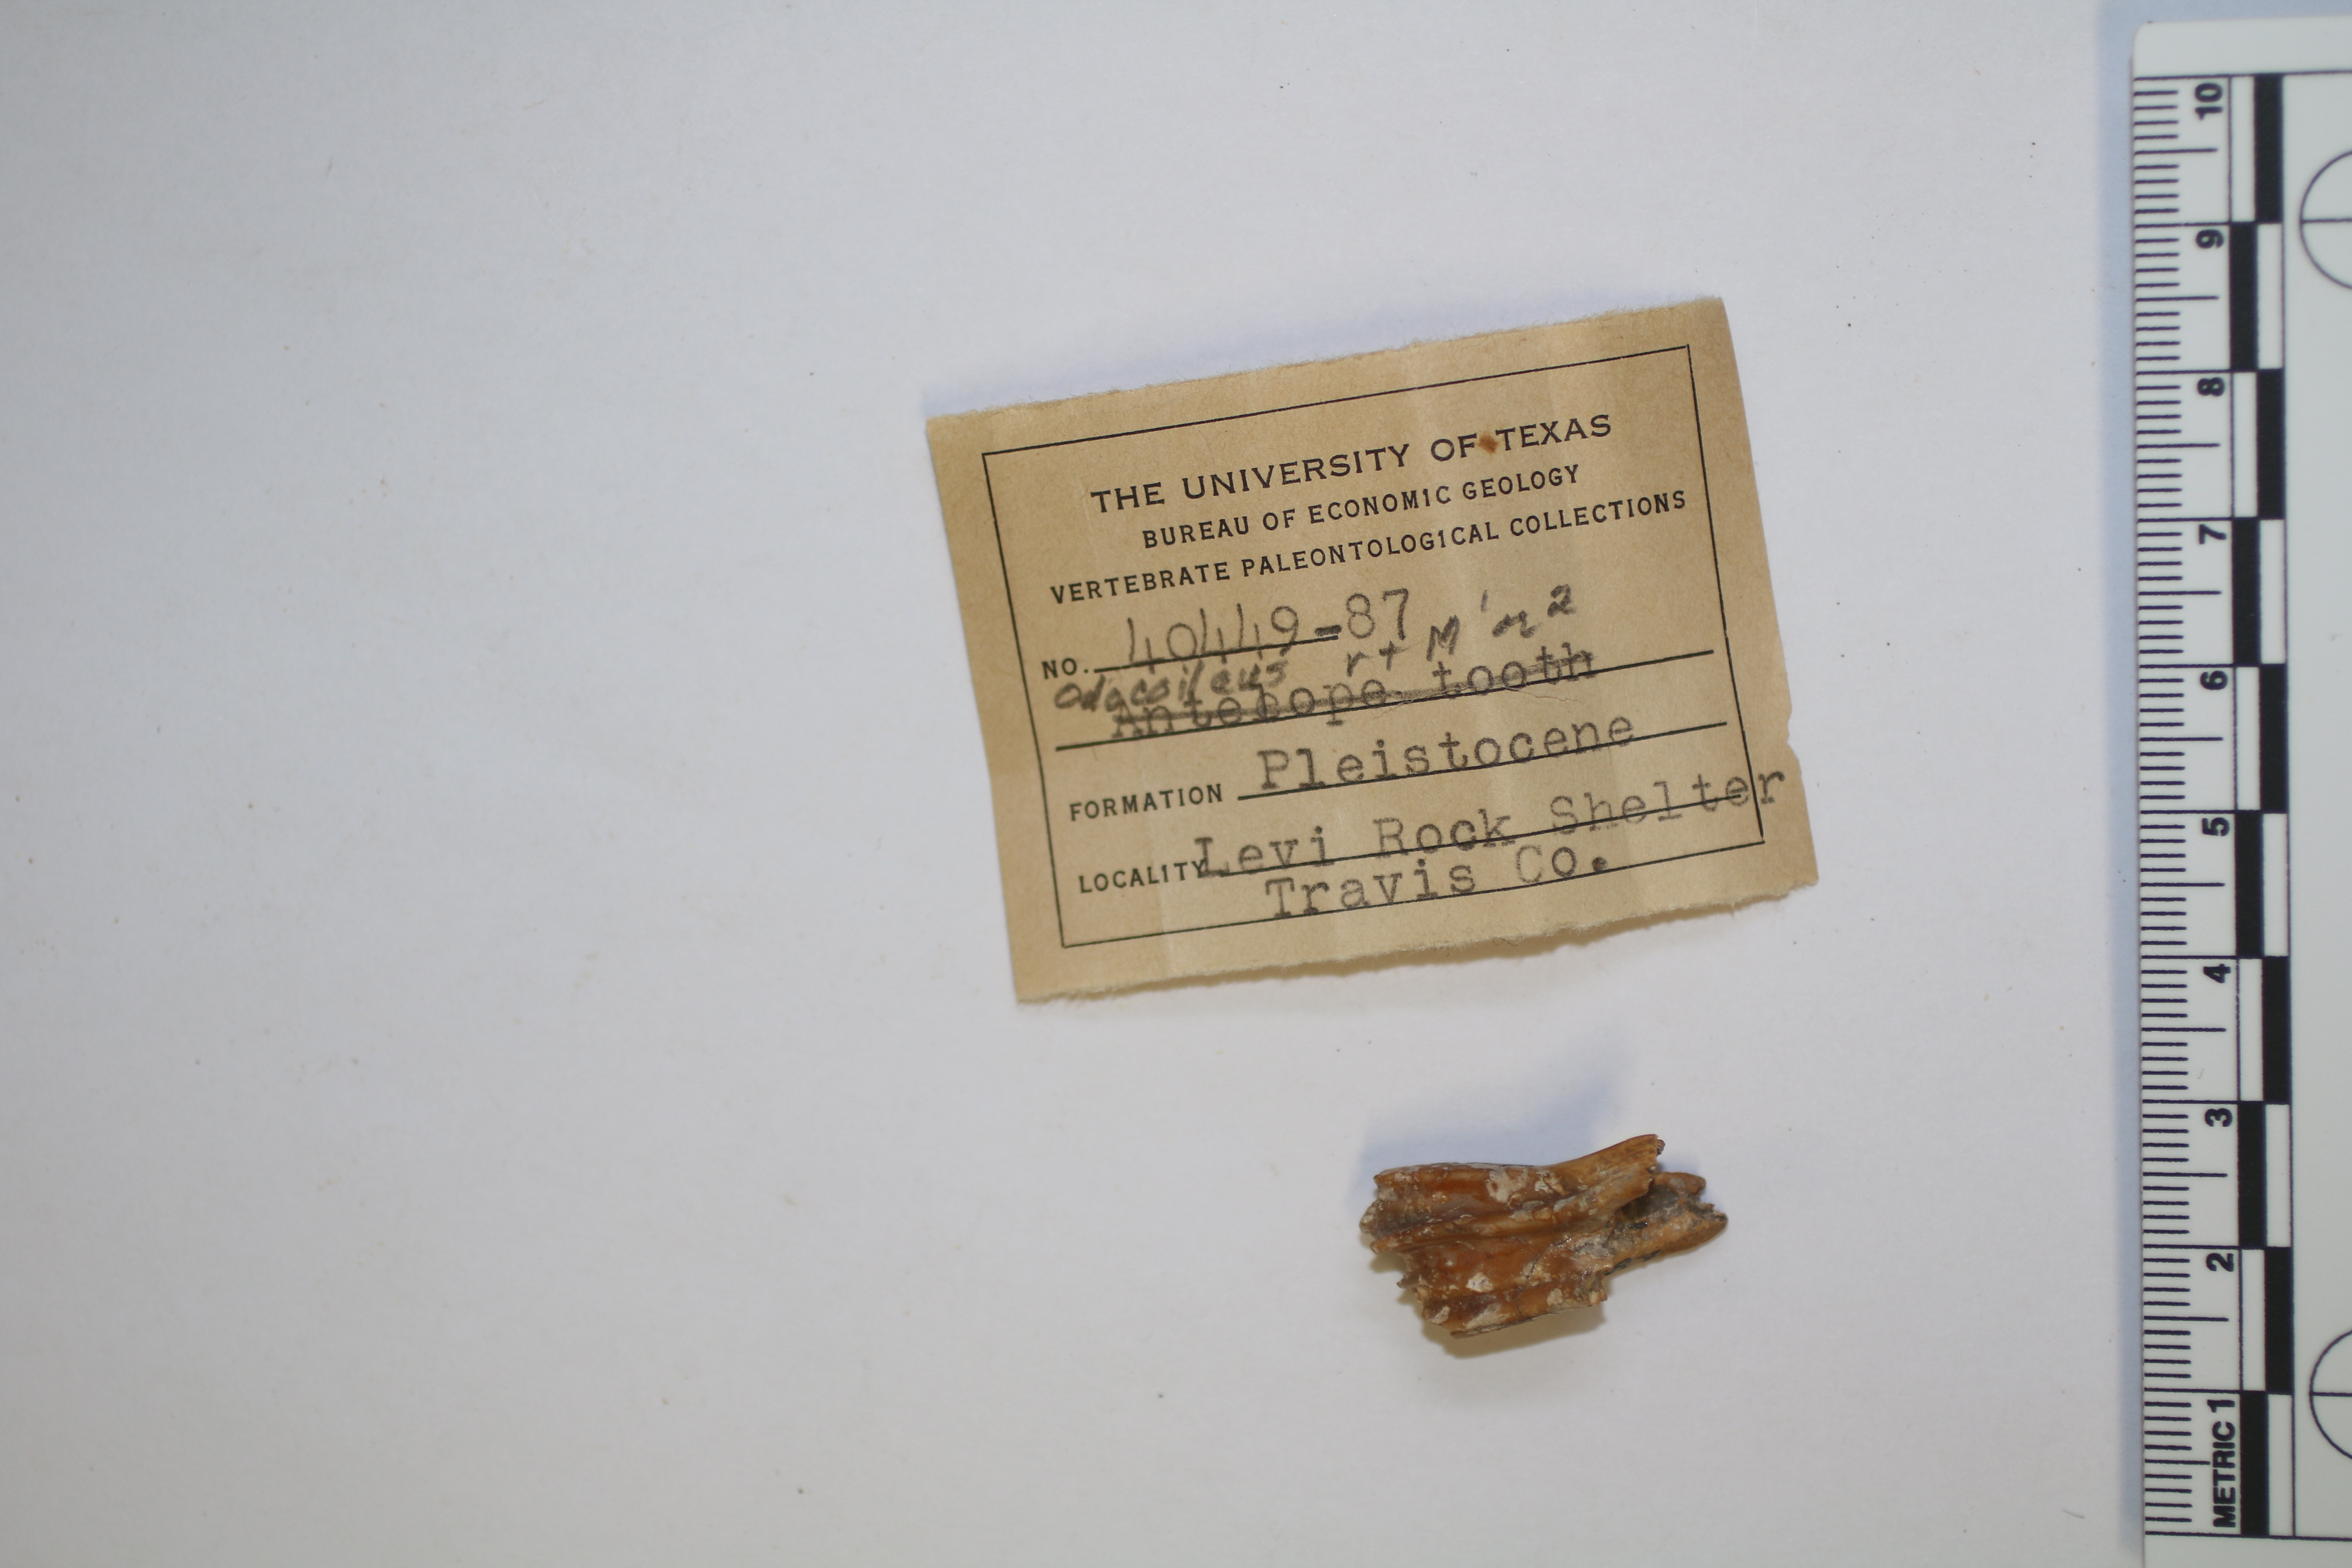 THE UNIVERSITY OF TEXAS
BUREAU OF ECONOMIC GEOLOGY
VERTEBRATE PALEONTOLOGICAL COLLECTIONS
NO. 40449-87
rt M' or 2
Odocoileus
Antelope tooth
FORMATION Pleistocene
LOCALITY Levi Rock Shelter
Travis Co.
METRIC 1 2 3 4 5 6 7 8 9 10